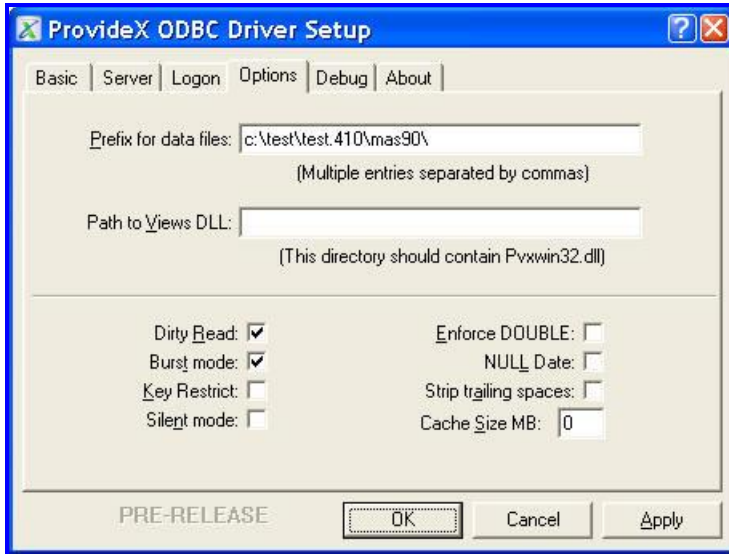 ProvideX ODBC Driver Setup
Basic Server Logon Options Debug About
Prefix for data files: c:\test\test.410\mas90\
(Multiple entries separated by commas)
Path to Views DLL:
(This directory should contain Pvxwin32.dll)
Dirty Read: Enforce DOUBLE:
Burst mode: NULL Date:
Key Restrict: Strip trailing spaces:
Silent mode: Cache Size MB: 0
PRE-RELEASE OK Cancel Apply